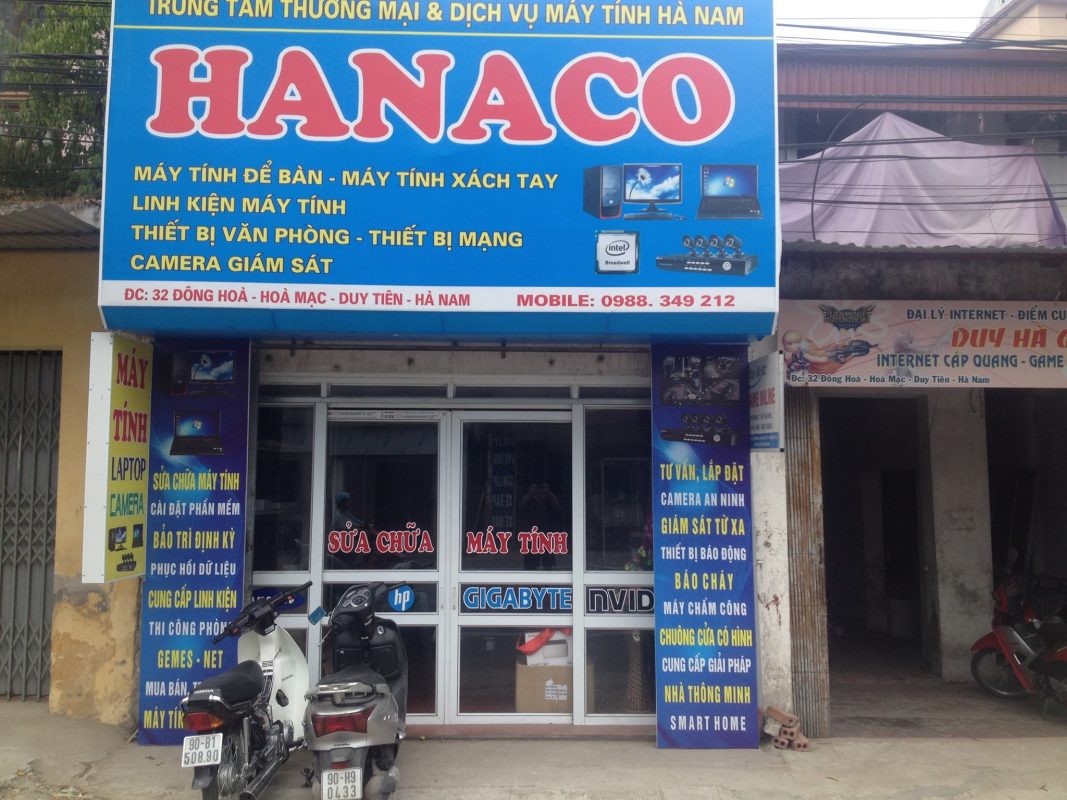 TRUNG TÂM THƯƠNG MẠI & DỊCH VỤ MÁY TÍNH HÀ NAM
HANACO
MÁY TÍNH ĐỂ BÀN - MÁY TÍNH XÁCH TAY
LINH KIỆN MÁY TÍNH
THIẾT BỊ VĂN PHÒNG - THIẾT BỊ MẠNG
CAMERA GIÁM SÁT
intel
Broadwell
ĐC: 32 ĐÔNG HOÀ - HOÀ MẠC - DUY TIÊN - HÀ NAM MOBILE: 0988. 349 212
MÁY
TÍNH
LAPTOP
CAMERA
SỬA CHỮA MÁY TÍNH
CÀI ĐẶT PHẦN MỀM
BẢO TRÌ ĐỊNH KỲ
PHỤC HỒI DỮ LIỆU
CUNG CẤP LINH KIỆN
THI CÔNG PHÒNG
GEMES - NET
MUA BÁN,
MÁY
SỬA CHỮA MÁY TÍNH
hp GIGABYTE NVID
TƯ VẤN, LẮP ĐẶT
CAMERA AN NINH
GIÁM SÁT TỪ XA
THIẾT BỊ BÁO ĐỘNG
BÁO CHÁY
MÁY CHẤM CÔNG
CHUÔNG CỬA CÓ HÌNH
CUNG CẤP GIẢI PHÁP
NHÀ THÔNG MINH
SMART HOME
ĐẠI LÝ INTERNET - ĐIỂM CU
DUY HÀ
INTERNET CÁP QUANG - GAME
Đc: 32 Đông Hoà - Hoà Mạc - Duy Tiên - Hà Nam
GAME ONLINE
HONDA
90-B1
508.90
90-H9
0433